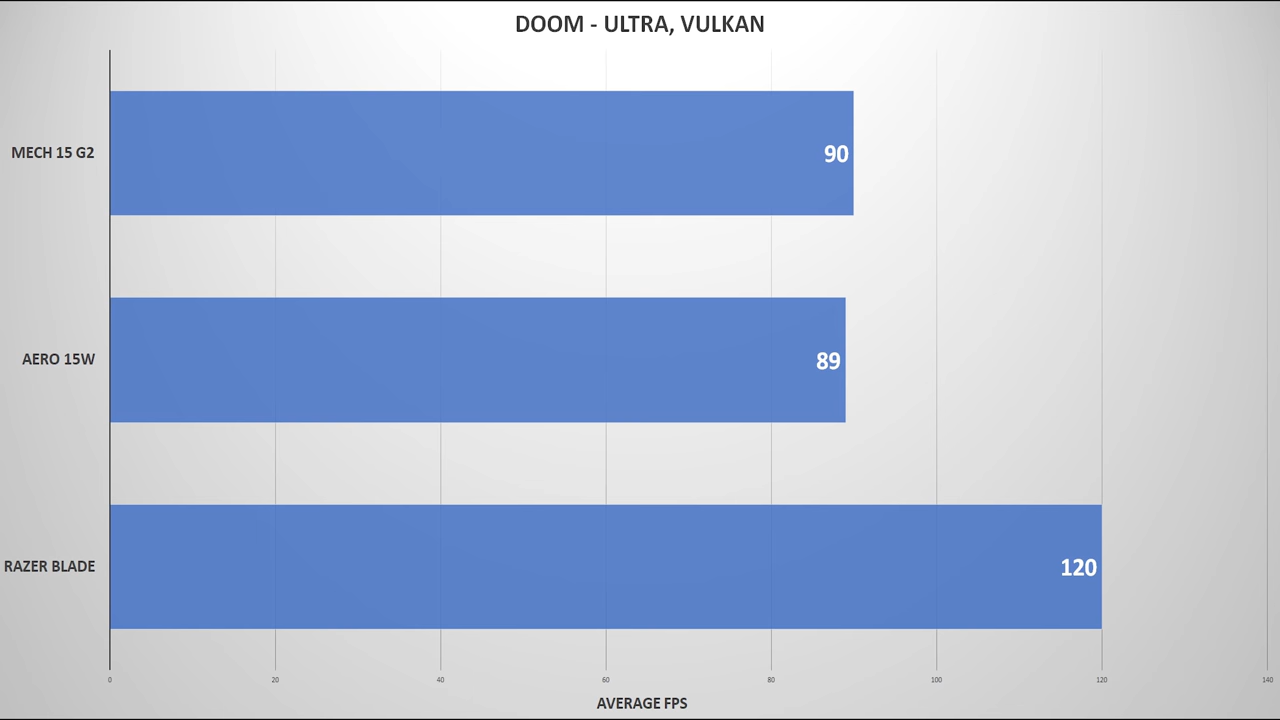 DOOM - ULTRA, VULKAN
MECH 15 G2
90
AERO 15W
89
RAZER BLADE
120
0 20 40 60 80 100 120 140
AVERAGE FPS